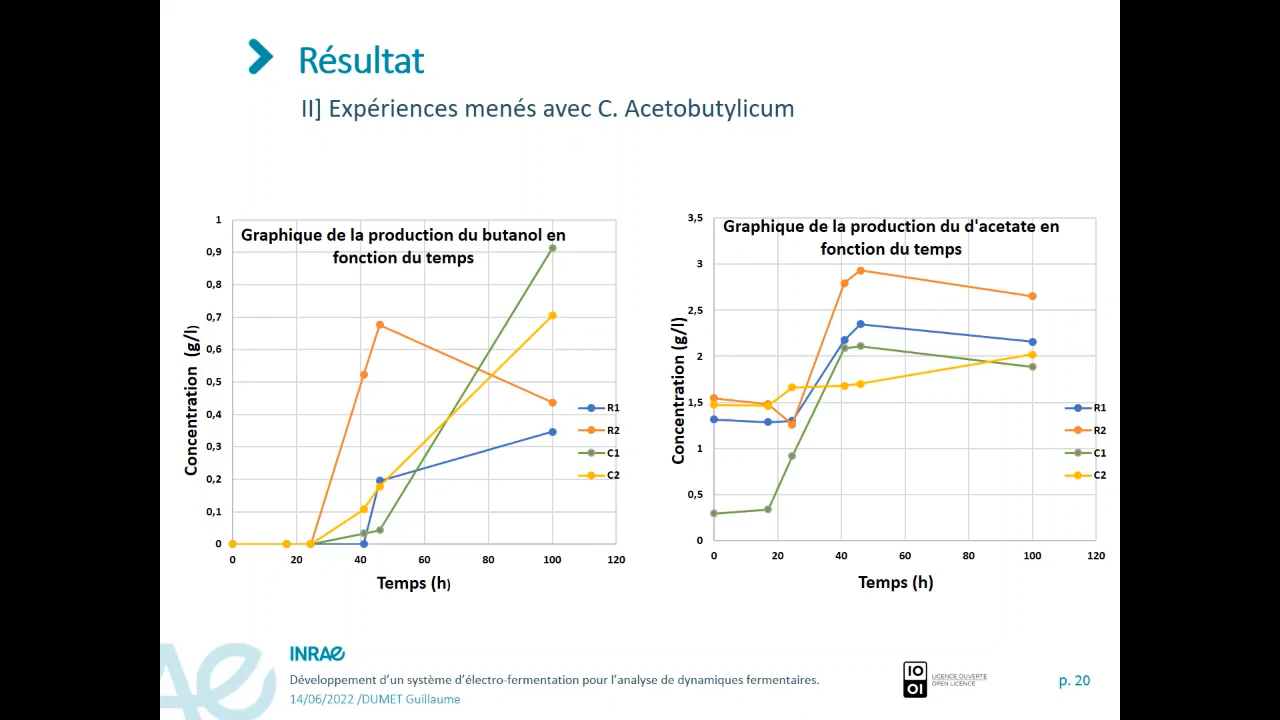 Résultat
II] Expériences menés avec C. Acetobutylicum
Graphique de la production du butanol en
fonction du temps
1
0,9
0,8
0,7
0,6
0,5
0,4
0,3
0,2
0,1
0
0 20 40 60 80 100 120
Concentration (g/l)
Temps (h)
R1
R2
C1
C2
Graphique de la production du d'acetate en
fonction du temps
3,5
3
2,5
2
1,5
1
0,5
0
0 20 40 60 80 100 120
Concentration (g/l)
Temps (h)
R1
R2
C1
C2
INRAE
Développement d'un système d'électro-fermentation pour l'analyse de dynamiques fermentaires.
14/06/2022 /DUMET Guillaume
IO
OI
LICENCE OUVERTE
OPEN LICENCE
p. 20